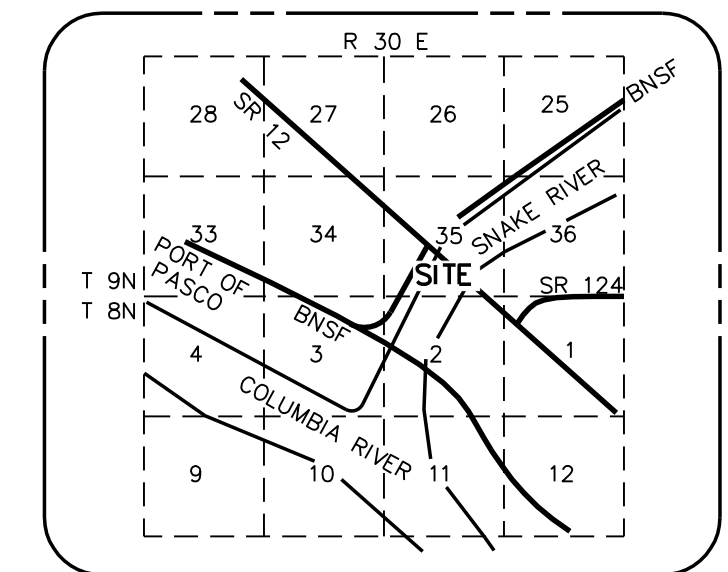 R 30 E
28
27
26
25
BNSF
SR 12
SNAKE RIVER
33
34
35
36
PORT OF
PASCO
SITE
T 9N
T 8N
SR 124
BNSF
4
3
2
1
COLUMBIA RIVER
9
10
11
12